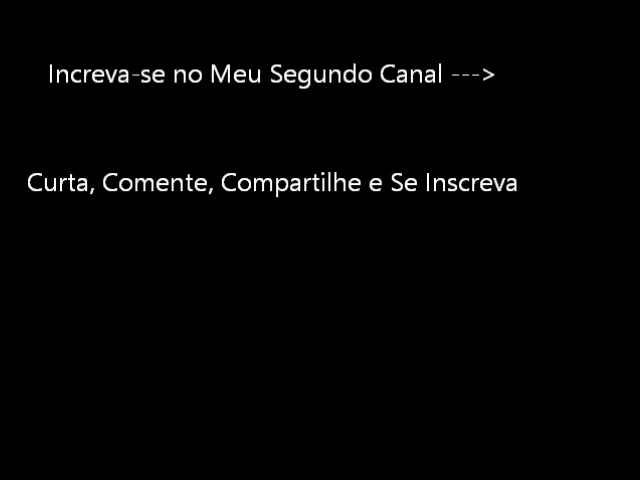 Increva-se no Meu Segundo Canal --->
Curta, Comente, Compartilhe e Se Inscreva